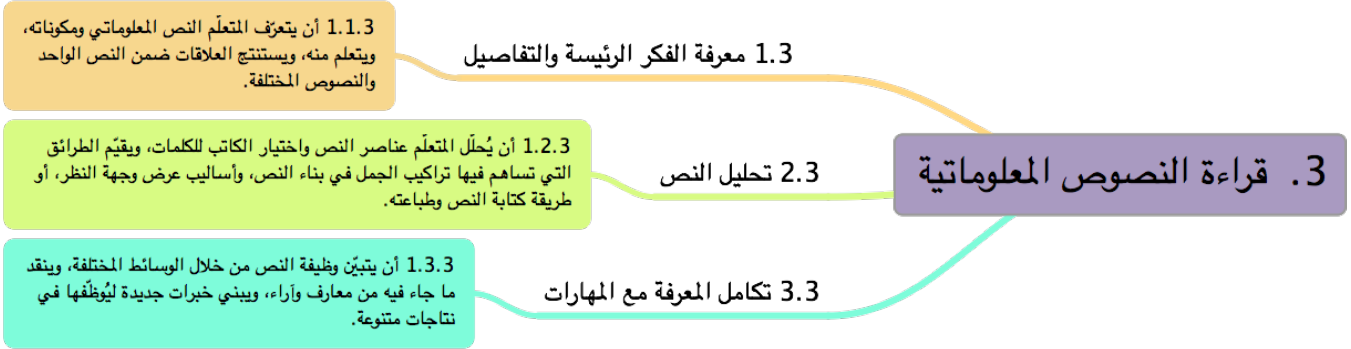 3. قراءة النصوص المعلوماتية
1.3 معرفة الفكر الرئيسة والتفاصيل
1.1.3 أن يتعرّف المتعلّم النص المعلوماتي ومكوناته،
ويتعلم منه، ويستنتج العلاقات ضمن النص الواحد
والنصوص المختلفة.
2.3 تحليل النص
1.2.3 أن يُحلّل المتعلّم عناصر النص واختيار الكاتب للكلمات، ويقيّم الطرائق
التي تساهم فيها تراكيب الجمل في بناء النص، وأساليب عرض وجهة النظر، أو
طريقة كتابة النص وطباعته.
3.3 تكامل المعرفة مع المهارات
1.3.3 أن يتبيّن وظيفة النص من خلال الوسائط المختلفة، وينقد
ما جاء فيه من معارف وآراء، ويبني خبرات جديدة ليُوظّفها في
نتاجات متنوعة.